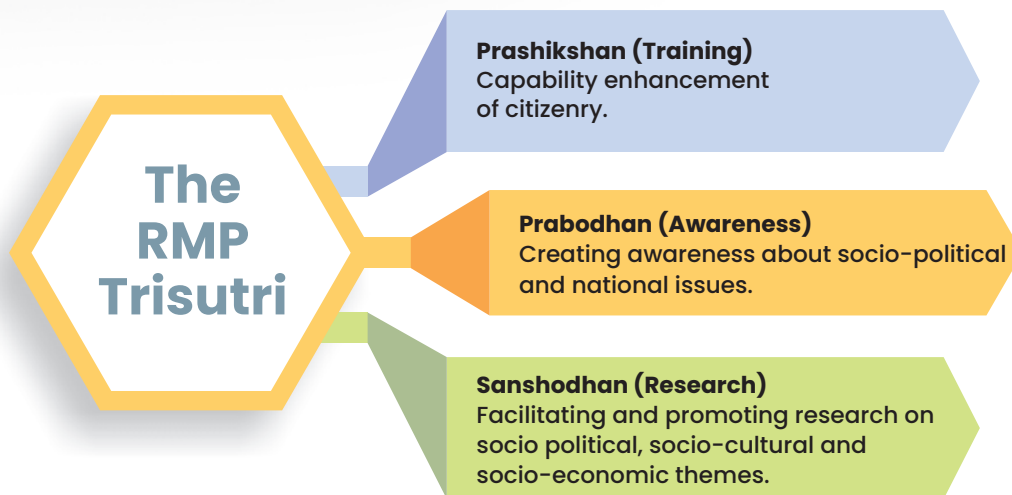 The
RMP
Trisutri
Prashikshan (Training)
Capability enhancement
of citizenry.
Prabodhan (Awareness)
Creating awareness about socio-political
and national issues.
Sanshodhan (Research)
Facilitating and promoting research on
socio political, socio-cultural and
socio-economic themes.